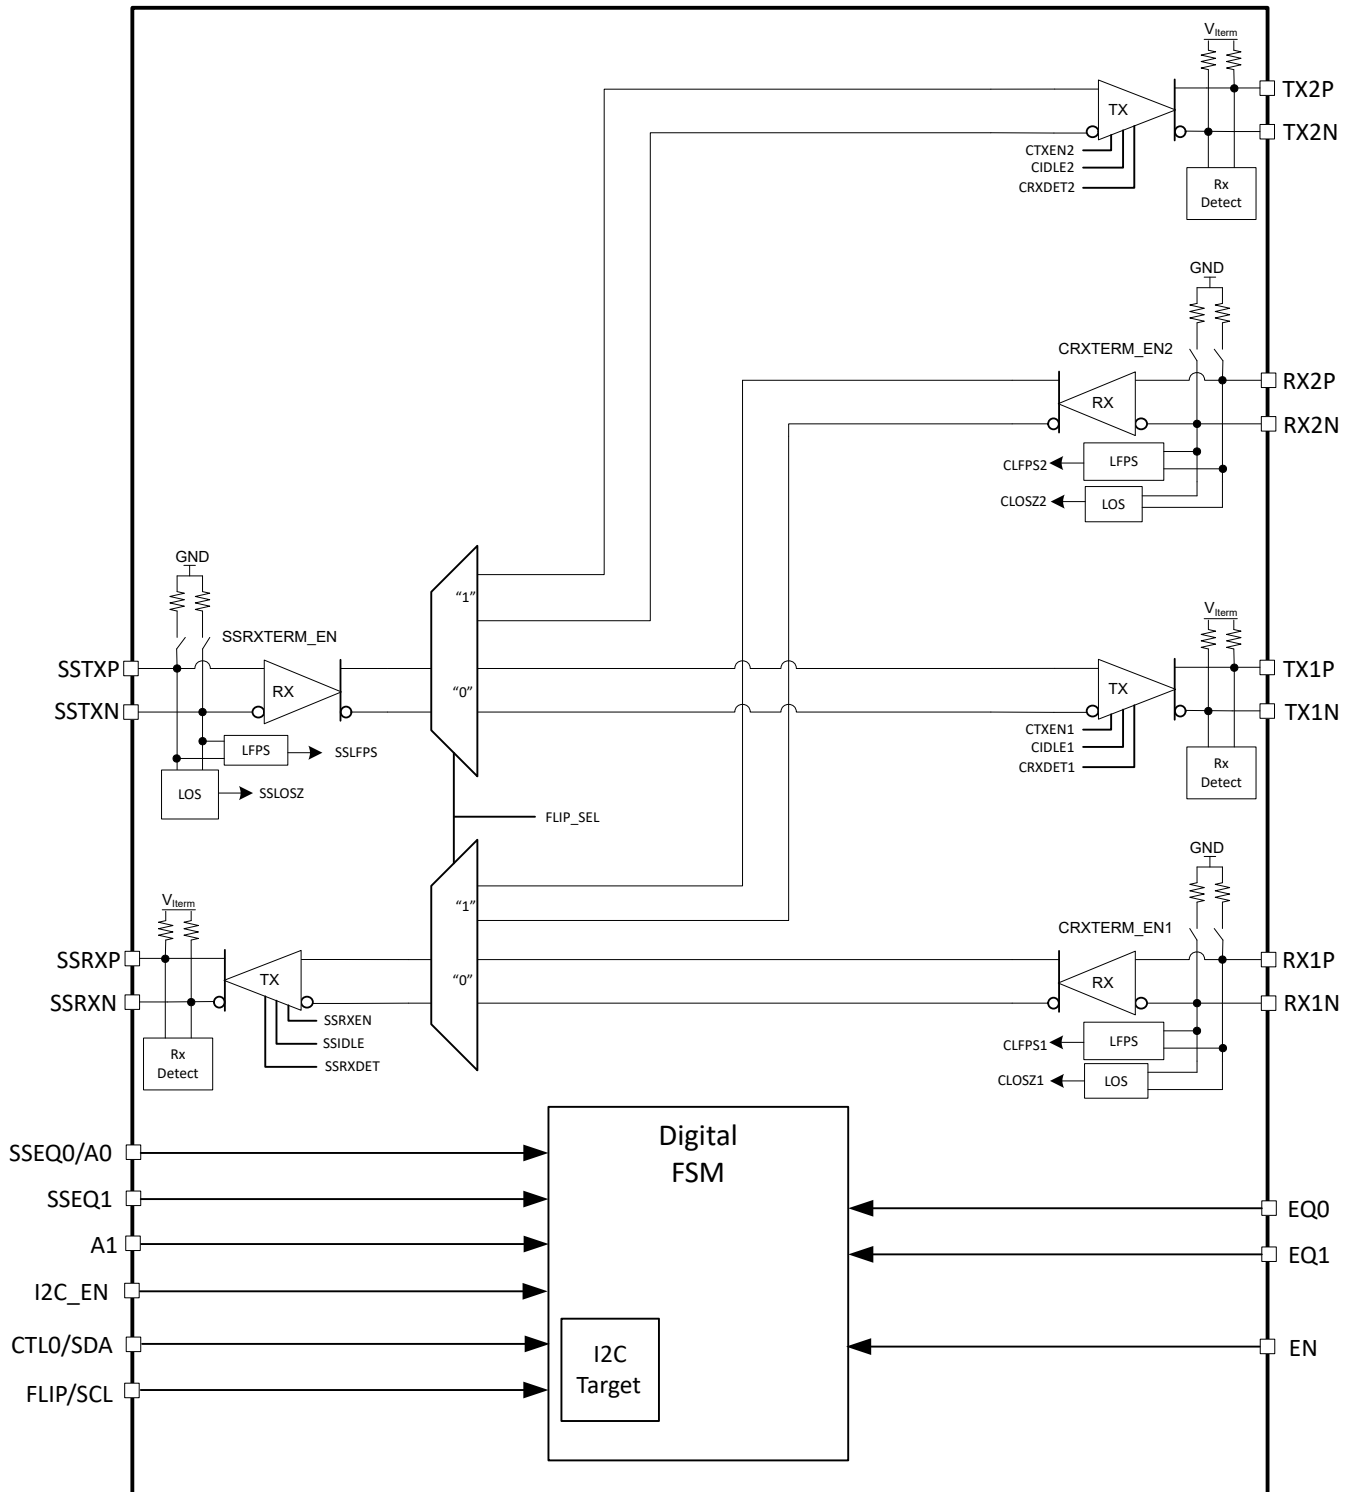 VIterm
TX2P
TX
TX2N
CTXEN2
CIDLE2
CRXDET2
Rx
Detect
GND
CRXTERM_EN2
RX2P
RX
RX2N
CLFPS2
LFPS
CLOSZ2
LOS
GND
"1"
VIterm
SSRXTERM_EN
SSTXP
TX1P
RX
"0"
TX
SSTXN
TX1N
CTXEN1
LFPS
SSLFPS
CIDLE1
CRXDET1
Rx
Detect
LOS
SSLOSZ
FLIP_SEL
GND
VIterm
"1"
CRXTERM_EN1
SSRXP
RX1P
TX
"0"
RX
SSRXN
RX1N
SSRXEN
SSIDLE
SSRXDET
Rx
Detect
CLFPS1
LFPS
CLOSZ1
LOS
Digital
FSM
SSEQ0/A0
SSEQ1
EQ0
A1
EQ1
I2C_EN
CTL0/SDA
EN
I2C
Target
FLIP/SCL